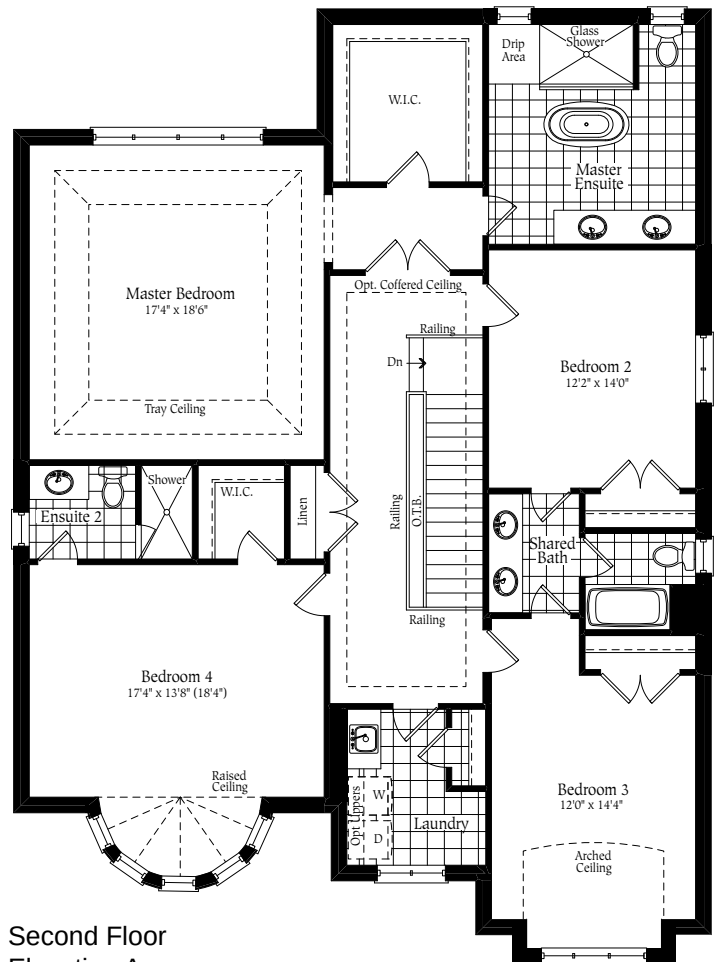 Glass
Shower
Drip
Area
W.I.C.
Master
Ensuite
Master Bedroom
17'4" x 18'6"
Tray Ceiling
Opt. Coffered Ceiling
Railing
Dn
Bedroom 2
12'2" x 14'0"
Shower
W.I.C.
Linen
Ensuite 2
Railing
O.T.B.
Shared
Bath
Railing
Bedroom 4
17'4" x 13'8" (18'4")
Raised
Ceiling
Opt Uppers
W
D
Laundry
Bedroom 3
12'0" x 14'4"
Arched
Ceiling
Second Floor
Elevation A